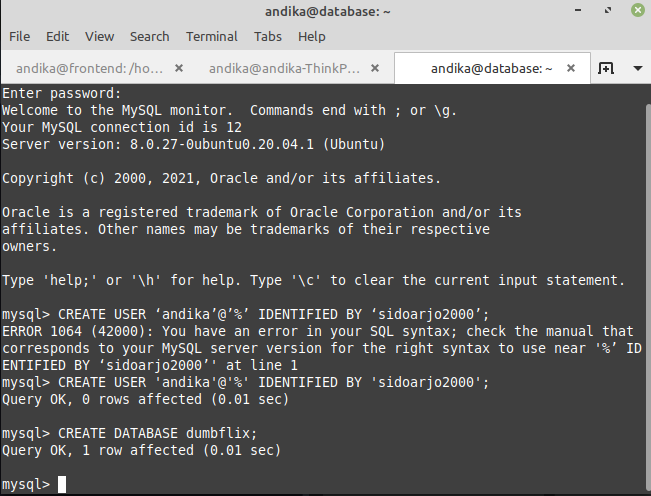 andika@database: ~
File Edit View Search Terminal Tabs Help
andika@frontend: /ho... andika@andika-ThinkP... andika@database: ~
Enter password:
Welcome to the MySQL monitor.  Commands end with ; or \g.
Your MySQL connection id is 12
Server version: 8.0.27-0ubuntu0.20.04.1 (Ubuntu)
Copyright (c) 2000, 2021, Oracle and/or its affiliates.
Oracle is a registered trademark of Oracle Corporation and/or its
affiliates. Other names may be trademarks of their respective
owners.
Type 'help;' or '\h' for help. Type '\c' to clear the current input statement.
mysql> CREATE USER ‘andika’@’%’ IDENTIFIED BY ‘sidoarjo2000’;
ERROR 1064 (42000): You have an error in your SQL syntax; check the manual that
corresponds to your MySQL server version for the right syntax to use near '%’ ID
ENTIFIED BY ‘sidoarjo2000’' at line 1
mysql> CREATE USER 'andika'@'%' IDENTIFIED BY 'sidoarjo2000';
Query OK, 0 rows affected (0.01 sec)
mysql> CREATE DATABASE dumbflix;
Query OK, 1 row affected (0.01 sec)
mysql>